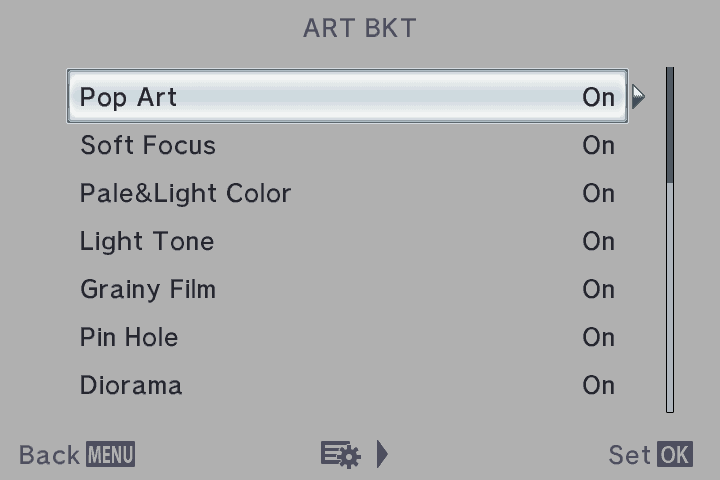 ART BKT
Pop Art On
Soft Focus On
Pale&Light Color On
Light Tone On
Grainy Film On
Pin Hole On
Diorama On
Back MENU Set OK